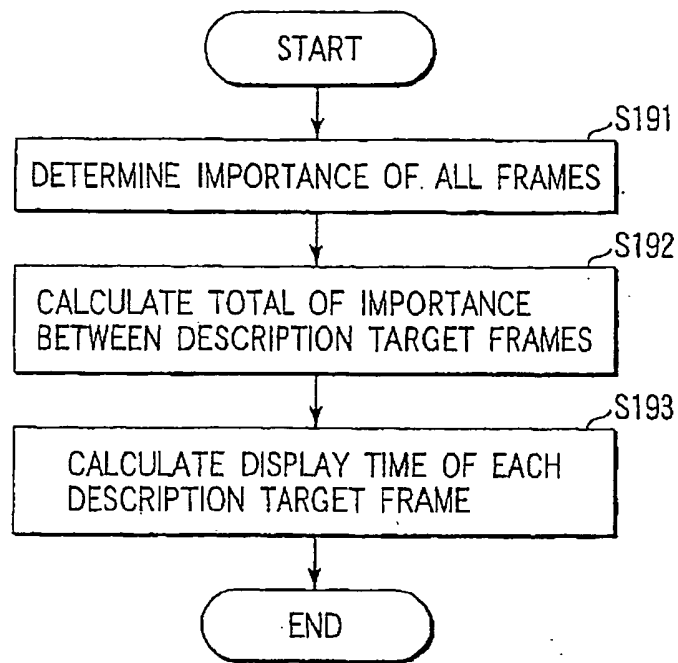 START
S191
DETERMINE IMPORTANCE OF. ALL FRAMES
S192
CALCULATE TOTAL OF IMPORTANCE
BETWEEN DESCRIPTION TARGET FRAMES
S193
CALCULATE DISPLAY TIME OF EACH
DESCRIPTION TARGET FRAME
END